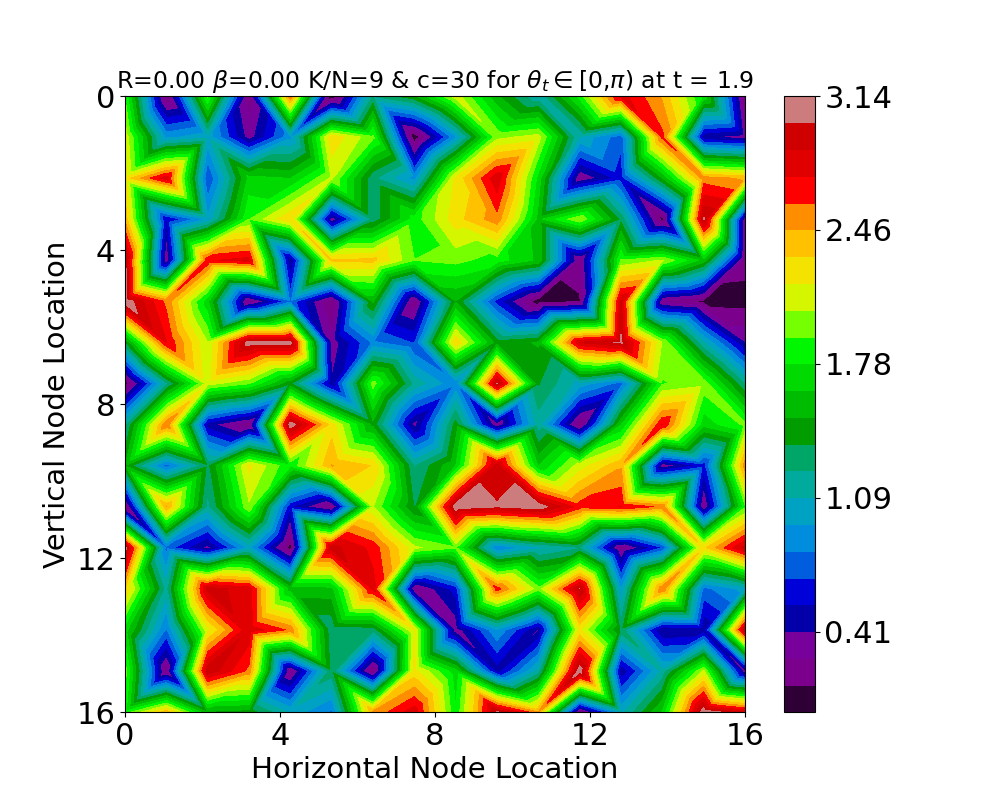 R=0.00 β=0.00 K/N=9 & c=30 for θₜ∈[0,π) at t = 1.9
0
4
8
12
16
Vertical Node Location
0 4 8 12 16
Horizontal Node Location
3.14
2.46
1.78
1.09
0.41